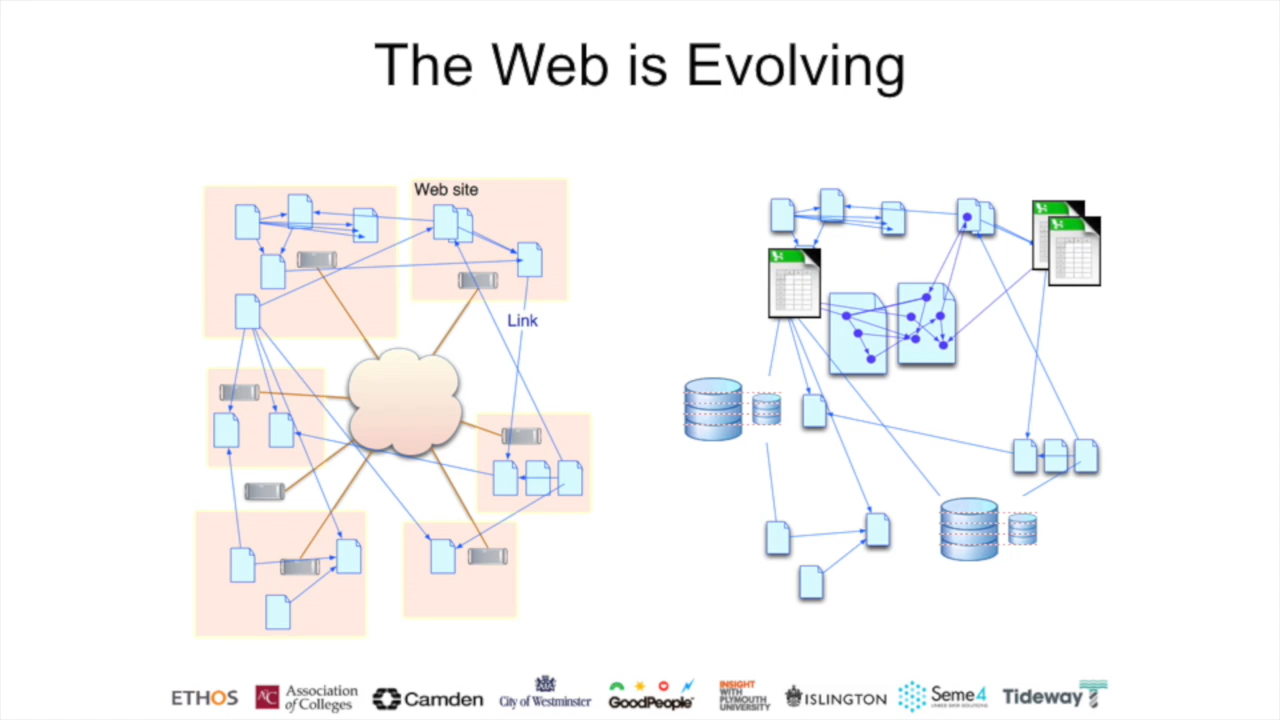 The Web is Evolving
Web site
Link
ETHOS
Association
of Colleges
Camden
City of Westminster
GoodPeople
INSIGHT
WITH
PLYMOUTH
UNIVERSITY
ISLINGTON
Seme4
Tideway